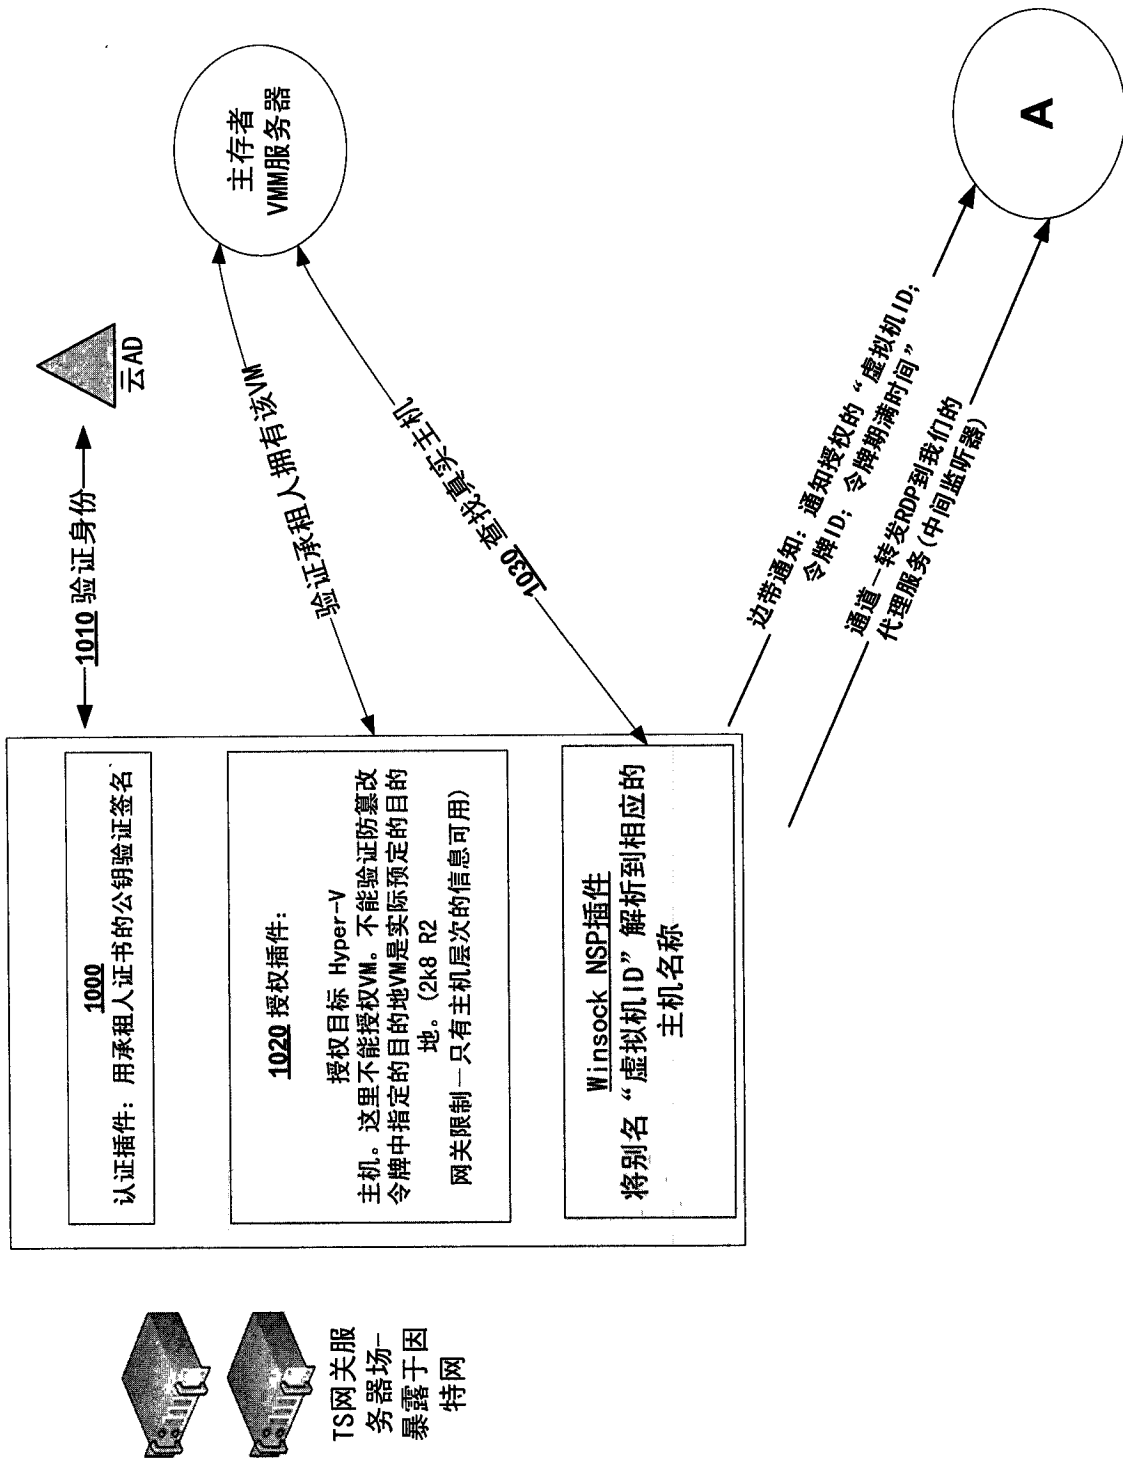 TS网关服
务器场-
暴露于因
特网
1000
认证插件：用承租人证书的公钥验证签名
1010 验证身份
云AD
1020 授权插件：
授权目标 Hyper-V
主机。这里不能授权VM。不能验证防篡改
令牌中指定的目的地VM是实际预定的目的
地。(2k8 R2
网关限制—只有主机层次的信息可用)
验证承租人拥有该VM
主存者
VMM服务器
Winsock NSP插件
将别名“虚拟机ID”解析到相应的
主机名称
1030 查找真实主机
边带通知：通知授权的“虚拟机ID；
令牌ID；令牌期满时间”
通道—转发RDP到我们的
代理服务(中间监听器)
A